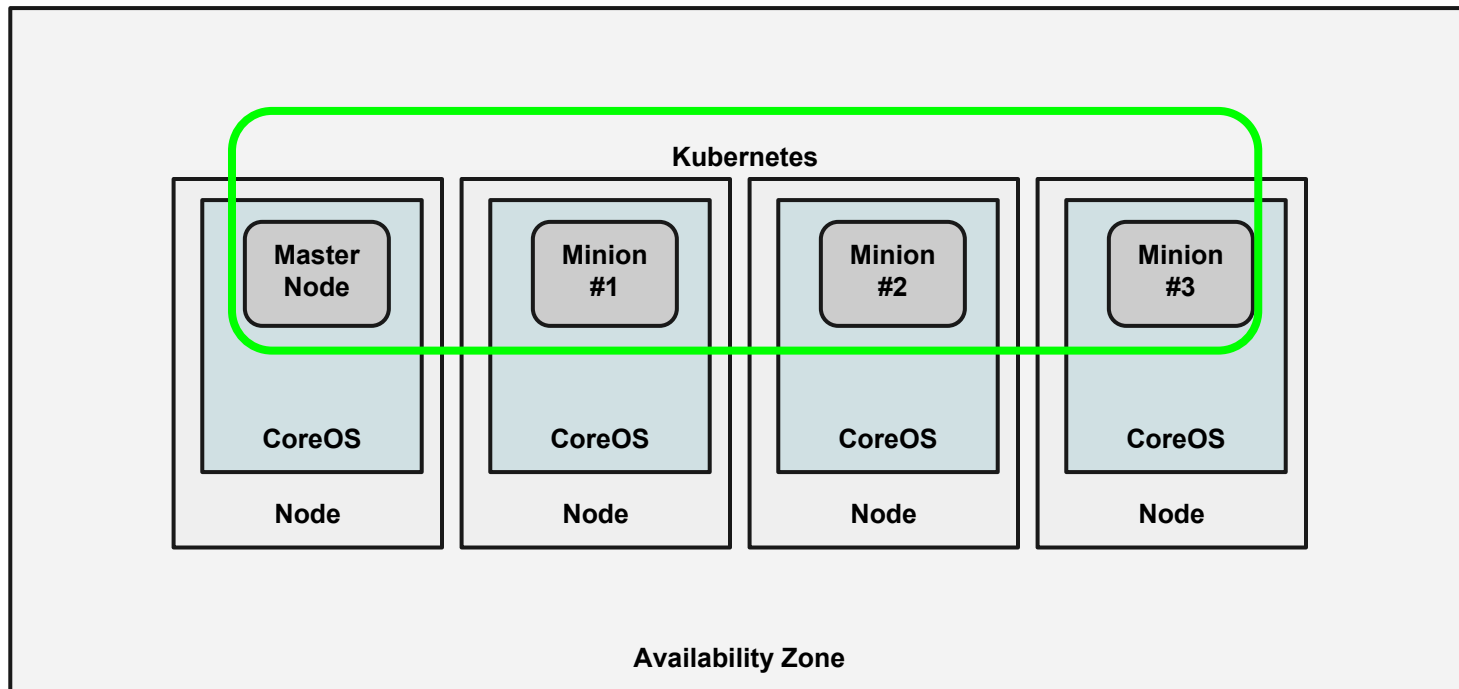 Kubernetes
Master
Node
Minion
#1
Minion
#2
Minion
#3
CoreOS
CoreOS
CoreOS
CoreOS
Node
Node
Node
Node
Availability Zone